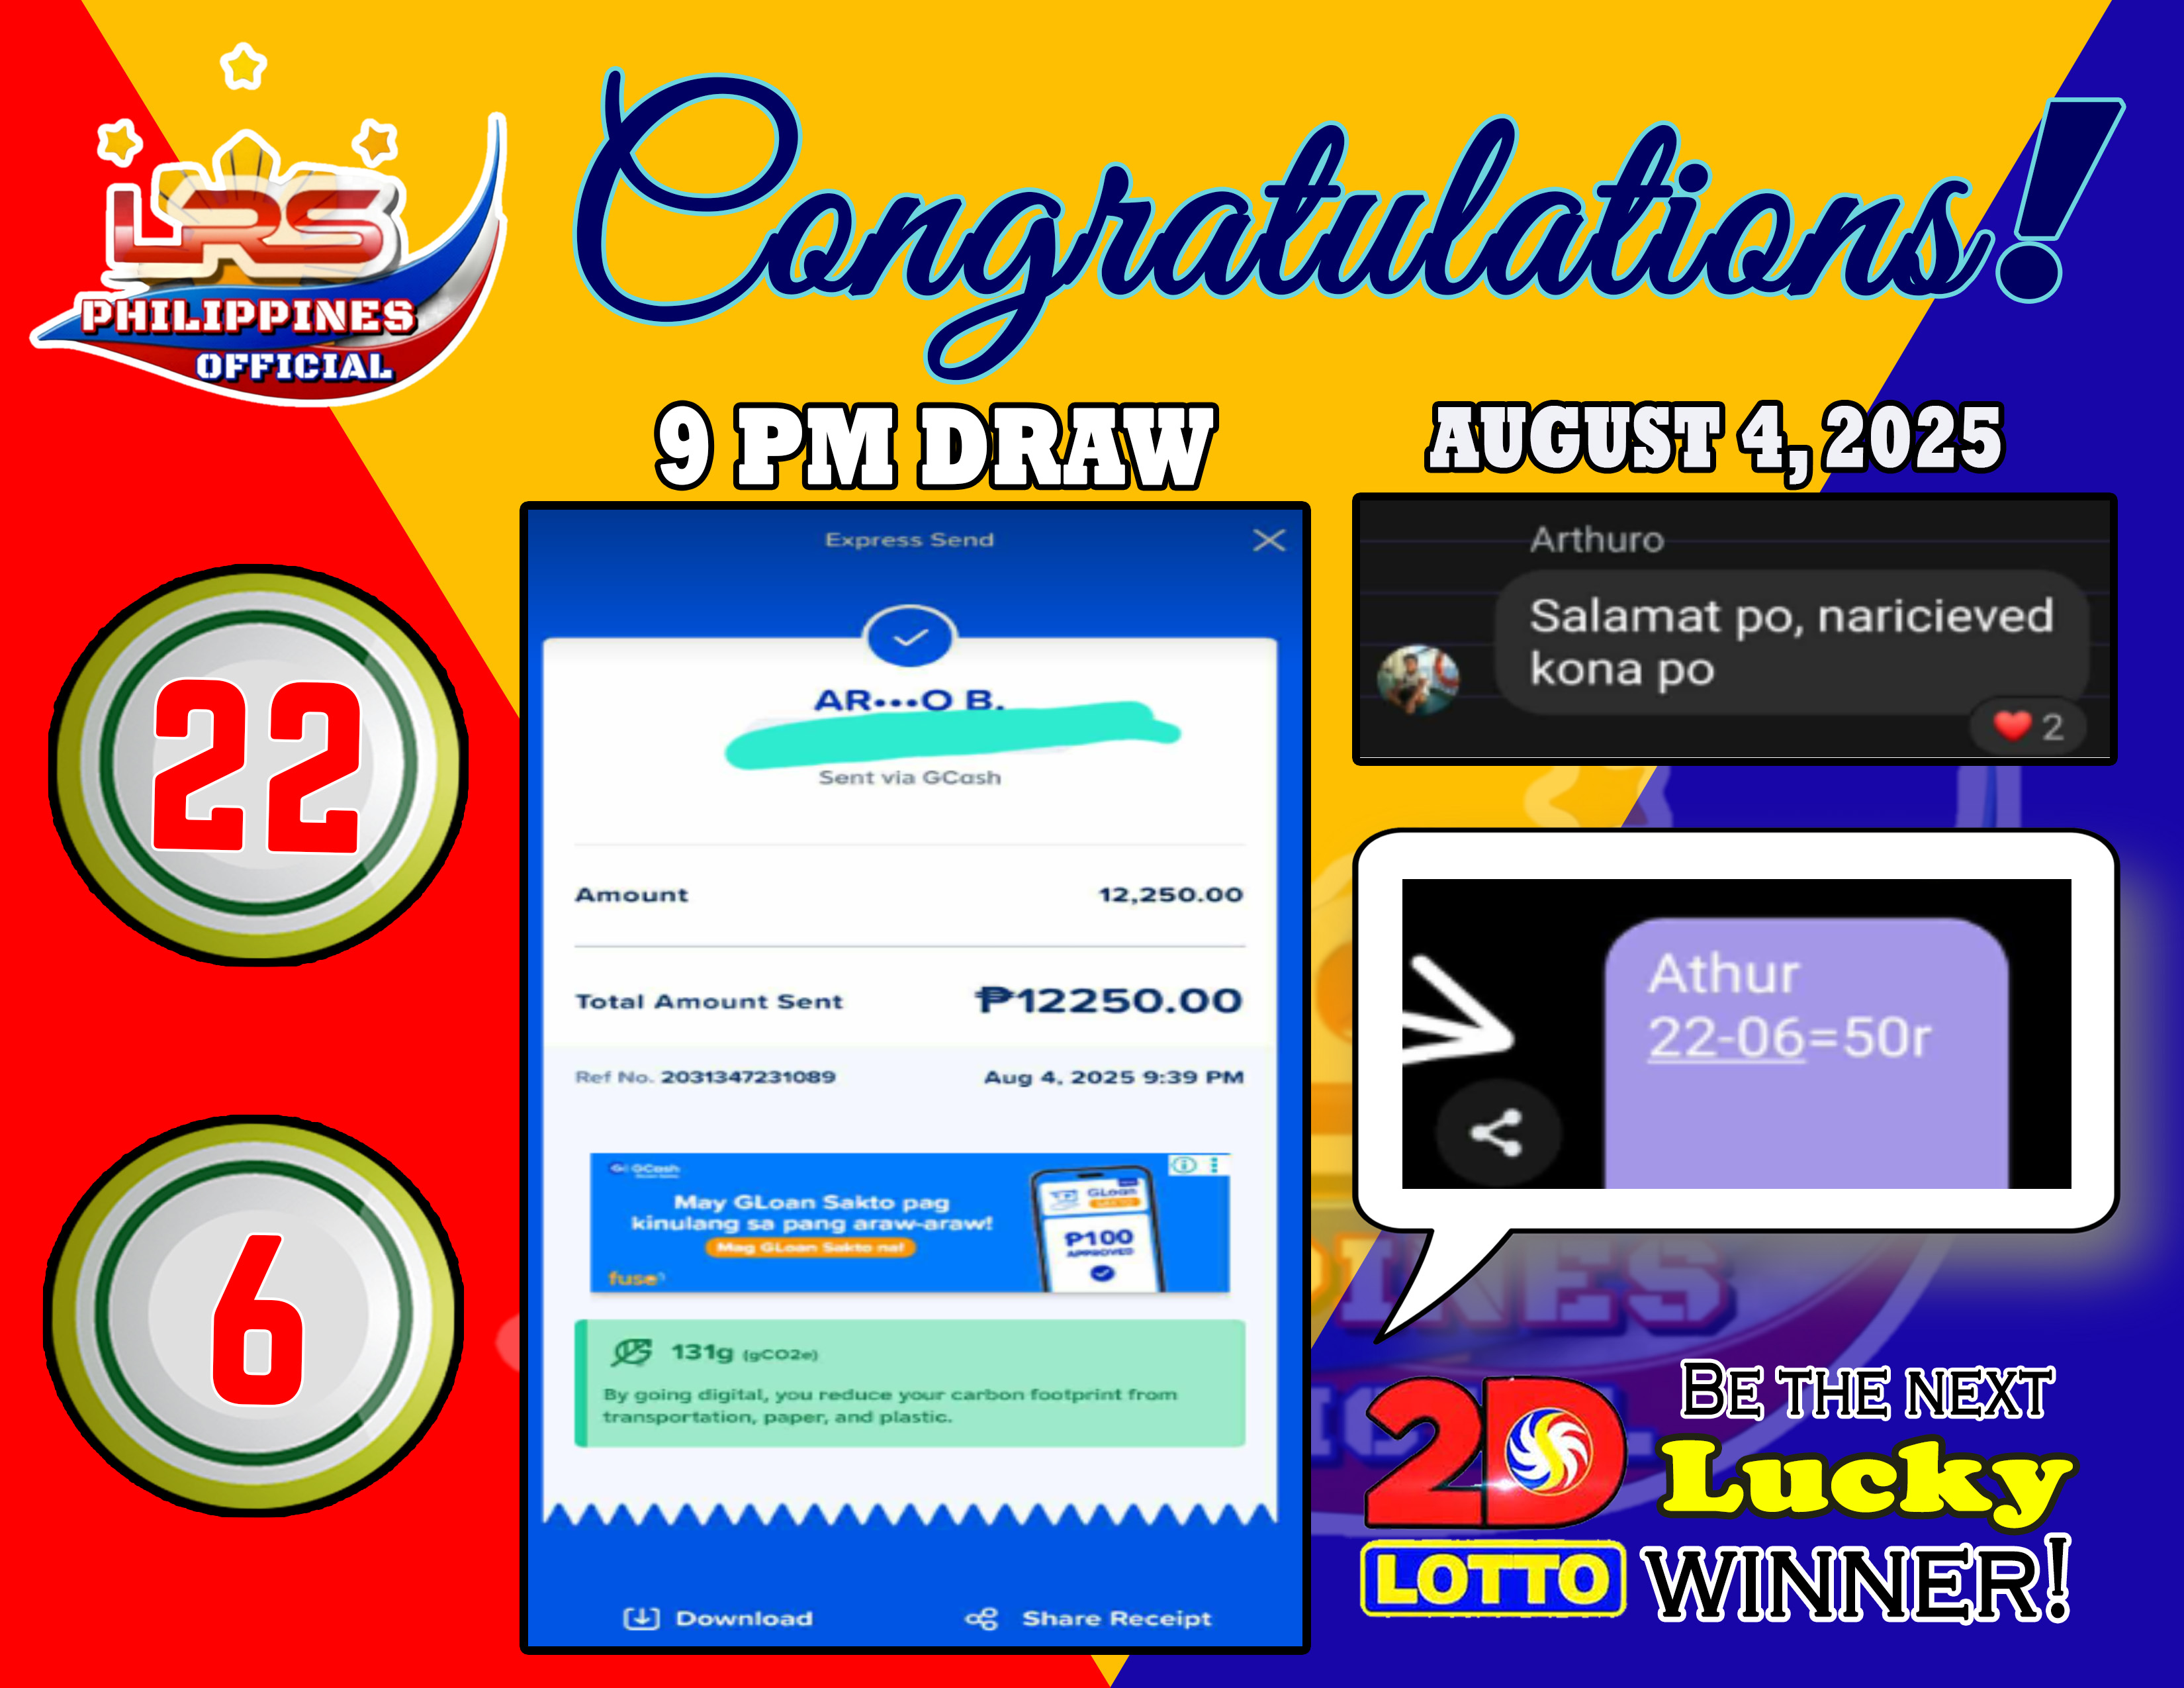 LRS
PHILIPPINES
OFFICIAL
Congratulations!
9 PM DRAW
AUGUST 4, 2025
22
6
Express Send
AR•••O B.
Sent via GCash
Amount 12,250.00
Total Amount Sent ₱12250.00
Ref No. 2031347231089 Aug 4, 2025 9:39 PM
GCash
May GLoan Sakto pag
kinulang sa pang araw-araw!
Mag GLoan Sakto na!
fuse
GLoan
₱100
APPROVED
131g (gCO2e)
By going digital, you reduce your carbon footprint from
transportation, paper, and plastic.
Download
Share Receipt
Arthuro
Salamat po, naricieved
kona po
❤️ 2
Athur
22-06=50r
2D
LOTTO
BE THE NEXT
Lucky
WINNER!